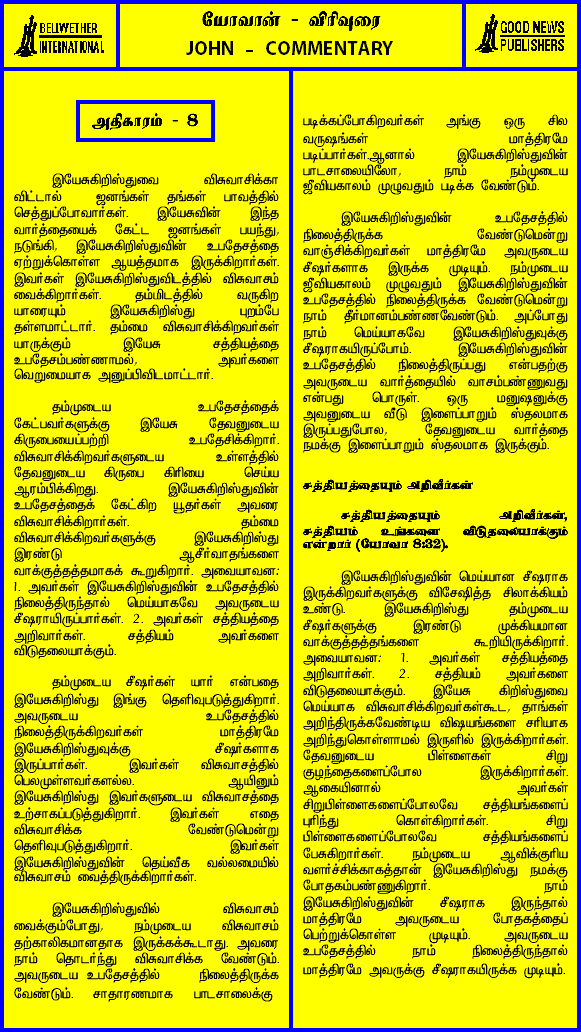 BELWETHER
INTERNATIONAL
யோவான் - விரிவுரை
JOHN - COMMENTARY
GOOD NEWS
PUBLISHERS
அதிகாரம் - 8
இயேசுகிறிஸ்துவை விசுவாசிக்கா
விட்டால் ஜனங்கள் தங்கள் பாவத்தில்
செத்துப்போவார்கள். இயேசுவின் இந்த
வார்த்தையைக் கேட்ட ஜனங்கள் பயந்து,
நடுங்கி, இயேசுகிறிஸ்துவின் உபதேசத்தை
ஏற்றுக்கொள்ள ஆயத்தமாக இருக்கிறார்கள்.
இவர்கள் இயேசுகிறிஸ்துவிடத்தில் விசுவாசம்
வைக்கிறார்கள். தம்மிடத்தில் வருகிற
யாரையும் இயேசுகிறிஸ்து புறம்பே
தள்ளமாட்டார். தம்மை விசுவாசிக்கிறவர்கள்
யாருக்கும் இயேசு சத்தியத்தை
உபதேசம்பண்ணாமல், அவர்களை
வெறுமையாக அனுப்பிவிடமாட்டார்.
தம்முடைய உபதேசத்தைக்
கேட்பவர்களுக்கு இயேசு தேவனுடைய
கிருபையைப்பற்றி உபதேசிக்கிறார்.
விசுவாசிக்கிறவர்களுடைய உள்ளத்தில்
தேவனுடைய கிருபை கிரியை செய்ய
ஆரம்பிக்கிறது. இயேசுகிறிஸ்துவின்
உபதேசத்தைக் கேட்கிற யூதர்கள் அவரை
விசுவாசிக்கிறார்கள். தம்மை
விசுவாசிக்கிறவர்களுக்கு இயேசுகிறிஸ்து
இரண்டு ஆசீர்வாதங்களை
வாக்குத்தத்தமாகக் கூறுகிறார். அவையாவன:
1. அவர்கள் இயேசுகிறிஸ்துவின் உபதேசத்தில்
நிலைத்திருந்தால் மெய்யாகவே அவருடைய
சீஷராயிருப்பார்கள். 2. அவர்கள் சத்தியத்தை
அறிவார்கள். சத்தியம் அவர்களை
விடுதலையாக்கும்.
தம்முடைய சீஷர்கள் யார் என்பதை
இயேசுகிறிஸ்து இங்கு தெளிவுபடுத்துகிறார்.
அவருடைய உபதேசத்தில்
நிலைத்திருக்கிறவர்கள் மாத்திரமே
இயேசுகிறிஸ்துவுக்கு சீஷர்களாக
இருப்பார்கள். இவர்கள் விசுவாசத்தில்
பெலமுள்ளவர்களல்ல. ஆயினும்
இயேசுகிறிஸ்து இவர்களுடைய விசுவாசத்தை
உற்சாகப்படுத்துகிறார். இவர்கள் எதை
விசுவாசிக்க வேண்டுமென்று
தெளிவுபடுத்துகிறார். இவர்கள்
இயேசுகிறிஸ்துவின் தெய்வீக வல்லமையில்
விசுவாசம் வைத்திருக்கிறார்கள்.
இயேசுகிறிஸ்துவில் விசுவாசம்
வைக்கும்போது, நம்முடைய விசுவாசம்
தற்காலிகமானதாக இருக்கக்கூடாது. அவரை
நாம் தொடர்ந்து விசுவாசிக்க வேண்டும்.
அவருடைய உபதேசத்தில் நிலைத்திருக்க
வேண்டும். சாதாரணமாக பாடசாலைக்கு
படிக்கப்போகிறவர்கள் அங்கு ஒரு சில
வருஷங்கள் மாத்திரமே
படிப்பார்கள்.ஆனால் இயேசுகிறிஸ்துவின்
பாடசாலையிலோ, நாம் நம்முடைய
ஜீவியகாலம் முழுவதும் படிக்க வேண்டும்.
இயேசுகிறிஸ்துவின் உபதேசத்தில்
நிலைத்திருக்க வேண்டுமென்று
வாஞ்சிக்கிறவர்கள் மாத்திரமே அவருடைய
சீஷர்களாக இருக்க முடியும். நம்முடைய
ஜீவியகாலம் முழுவதும் இயேசுகிறிஸ்துவின்
உபதேசத்தில் நிலைத்திருக்க வேண்டுமென்று
நாம் தீர்மானம்பண்ணவேண்டும். அப்போது
நாம் மெய்யாகவே இயேசுகிறிஸ்துவுக்கு
சீஷராகயிருப்போம். இயேசுகிறிஸ்துவின்
உபதேசத்தில் நிலைத்திருப்பது என்பதற்கு
அவருடைய வார்த்தையில் வாசம்பண்ணுவது
என்பது பொருள். ஒரு மனுஷனுக்கு
அவனுடைய வீடு இளைப்பாறும் ஸ்தலமாக
இருப்பதுபோல, தேவனுடைய வார்த்தை
நமக்கு இளைப்பாறும் ஸ்தலமாக இருக்கும்.
சத்தியத்தையும் அறிவீர்கள்
சத்தியத்தையும் அறிவீர்கள்,
சத்தியம் உங்களை விடுதலையாக்கும்
என்றார் (யோவா 8:32).
இயேசுகிறிஸ்துவின் மெய்யான சீஷராக
இருக்கிறவர்களுக்கு விசேஷித்த சிலாக்கியம்
உண்டு. இயேசுகிறிஸ்து தம்முடைய
சீஷர்களுக்கு இரண்டு முக்கியமான
வாக்குத்தத்தங்களை கூறியிருக்கிறார்.
அவையாவன: 1. அவர்கள் சத்தியத்தை
அறிவார்கள். 2. சத்தியம் அவர்களை
விடுதலையாக்கும். இயேசு கிறிஸ்துவை
மெய்யாக விசுவாசிக்கிறவர்கள்கூட, தாங்கள்
அறிந்திருக்கவேண்டிய விஷயங்களை சரியாக
அறிந்துகொள்ளாமல் இருளில் இருக்கிறார்கள்.
தேவனுடைய பிள்ளைகள் சிறு
குழந்தைகளைப்போல இருக்கிறார்கள்.
ஆகையினால் அவர்கள்
சிறுபிள்ளைகளைப்போலவே சத்தியங்களைப்
புரிந்து கொள்கிறார்கள். சிறு
பிள்ளைகளைப்போலவே சத்தியங்களைப்
பேசுகிறார்கள். நம்முடைய ஆவிக்குரிய
வளர்ச்சிக்காகத்தான் இயேசுகிறிஸ்து நமக்கு
போதகம்பண்ணுகிறார். நாம்
இயேசுகிறிஸ்துவின் சீஷராக இருந்தால்
மாத்திரமே அவருடைய போதகத்தைப்
பெற்றுக்கொள்ள முடியும். அவருடைய
உபதேசத்தில் நாம் நிலைத்திருந்தால்
மாத்திரமே அவருக்கு சீஷராகயிருக்க முடியும்.